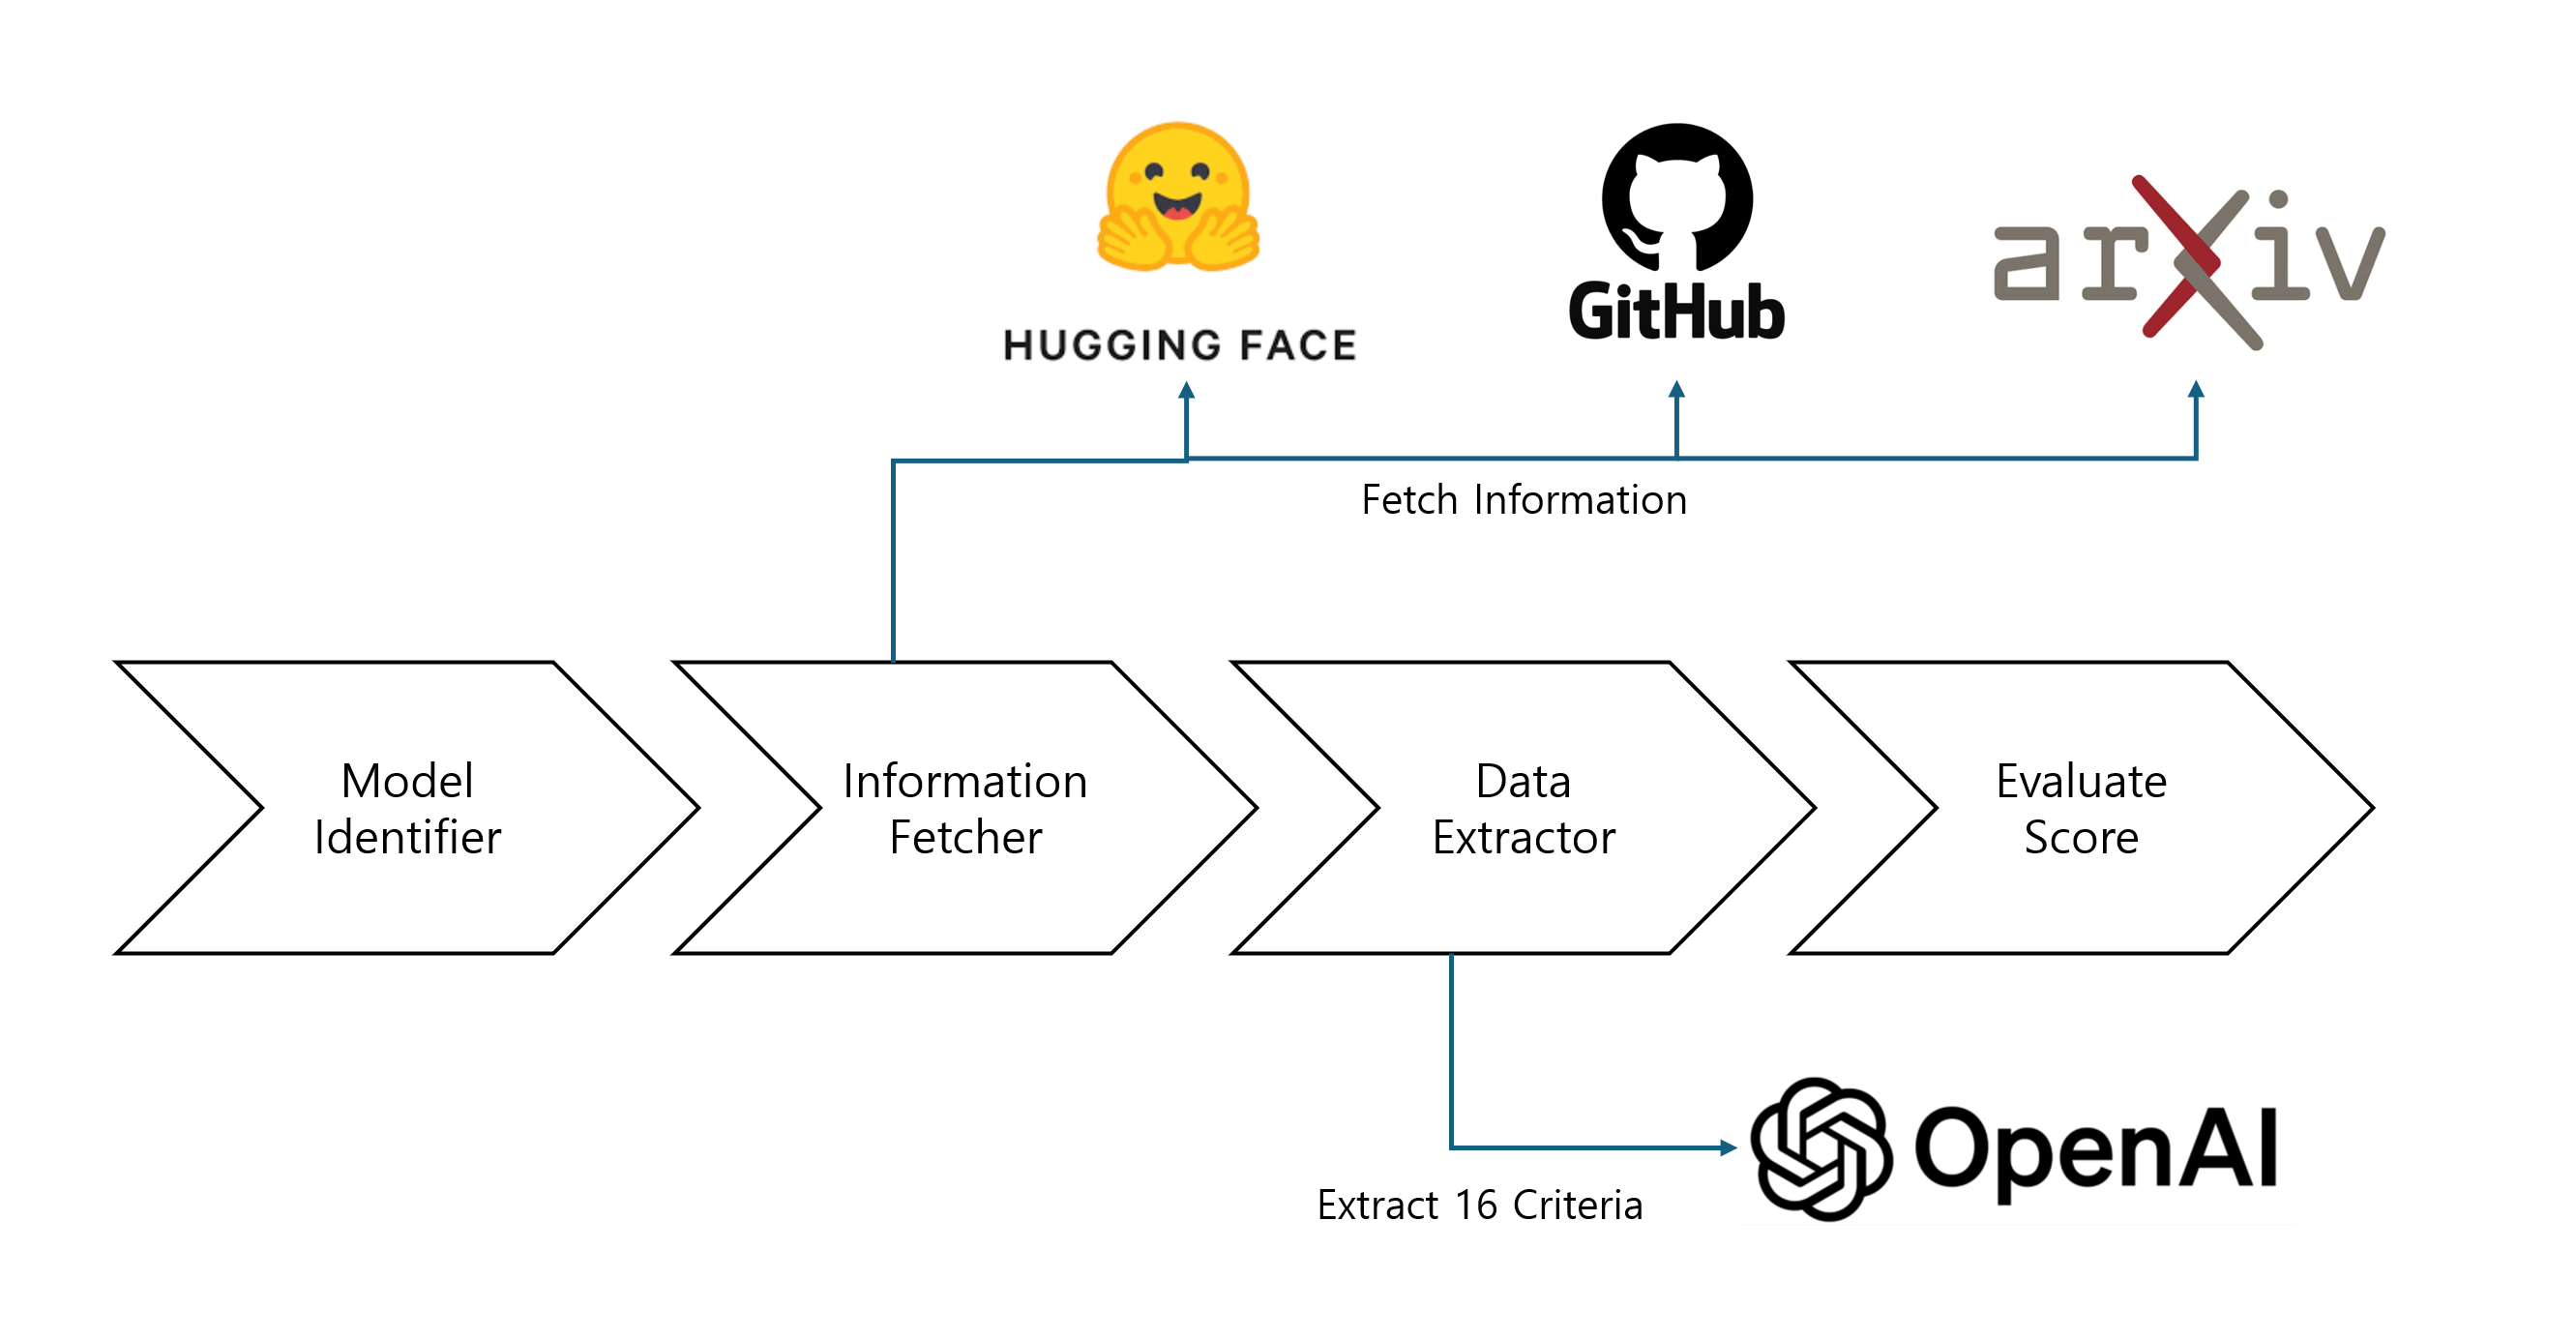 HUGGING FACE
GitHub
arXiv
Fetch Information
Model
Identifier
Information
Fetcher
Data
Extractor
Evaluate
Score
Extract 16 Criteria
OpenAI